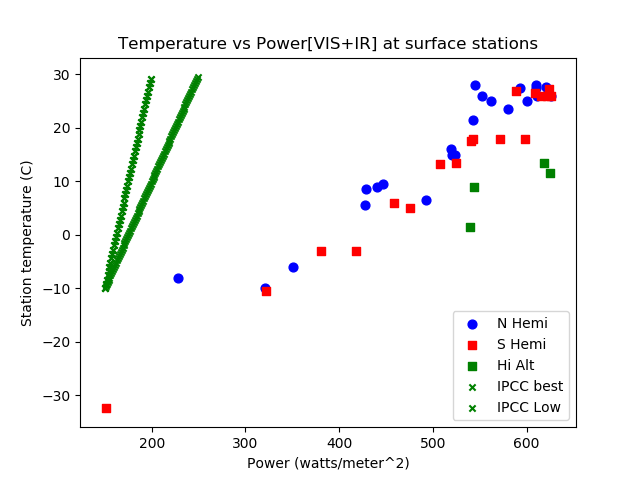 Temperature vs Power[VIS+IR] at surface stations
Station temperature (C)
30
20
10
0
−10
−20
−30
200
300
400
500
600
Power (watts/meter^2)
N Hemi
S Hemi
Hi Alt
IPCC best
IPCC Low